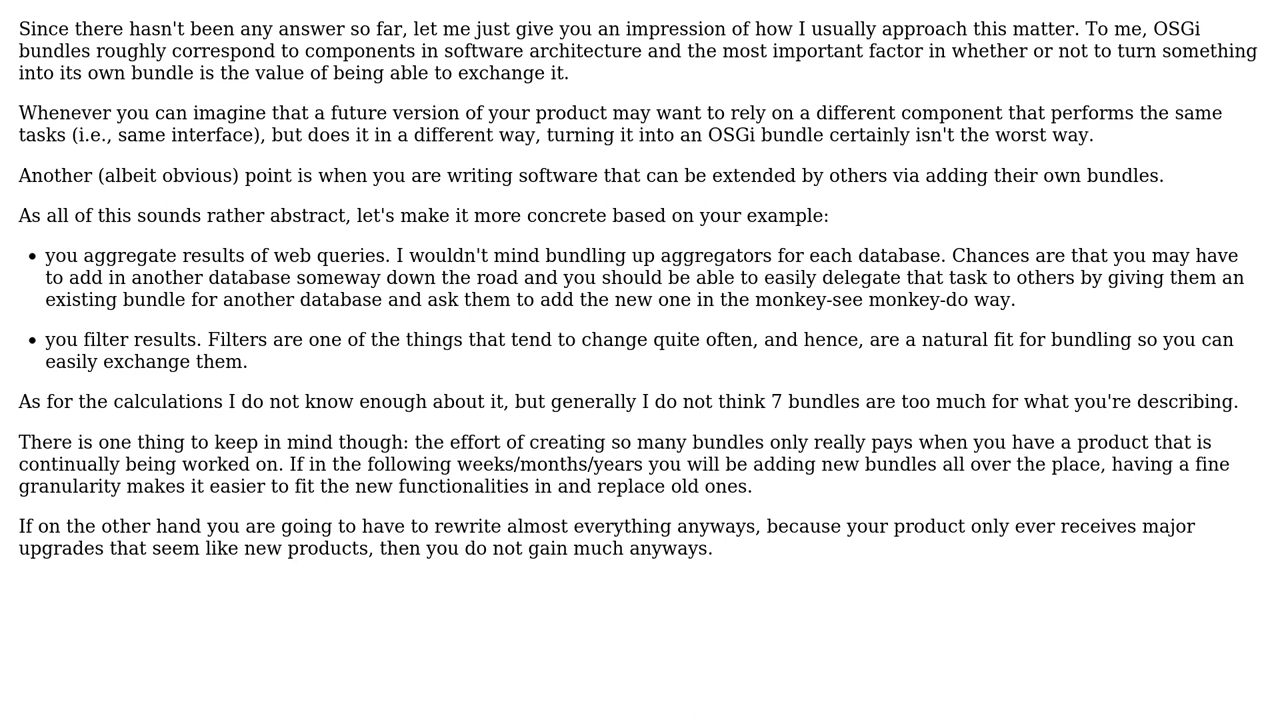 Since there hasn't been any answer so far, let me just give you an impression of how I usually approach this matter. To me, OSGi
bundles roughly correspond to components in software architecture and the most important factor in whether or not to turn something
into its own bundle is the value of being able to exchange it.
Whenever you can imagine that a future version of your product may want to rely on a different component that performs the same
tasks (i.e., same interface), but does it in a different way, turning it into an OSGi bundle certainly isn't the worst way.
Another (albeit obvious) point is when you are writing software that can be extended by others via adding their own bundles.
As all of this sounds rather abstract, let's make it more concrete based on your example:
• you aggregate results of web queries. I wouldn't mind bundling up aggregators for each database. Chances are that you may have
to add in another database someway down the road and you should be able to easily delegate that task to others by giving them an
existing bundle for another database and ask them to add the new one in the monkey-see monkey-do way.
• you filter results. Filters are one of the things that tend to change quite often, and hence, are a natural fit for bundling so you can
easily exchange them.
As for the calculations I do not know enough about it, but generally I do not think 7 bundles are too much for what you're describing.
There is one thing to keep in mind though: the effort of creating so many bundles only really pays when you have a product that is
continually being worked on. If in the following weeks/months/years you will be adding new bundles all over the place, having a fine
granularity makes it easier to fit the new functionalities in and replace old ones.
If on the other hand you are going to have to rewrite almost everything anyways, because your product only ever receives major
upgrades that seem like new products, then you do not gain much anyways.